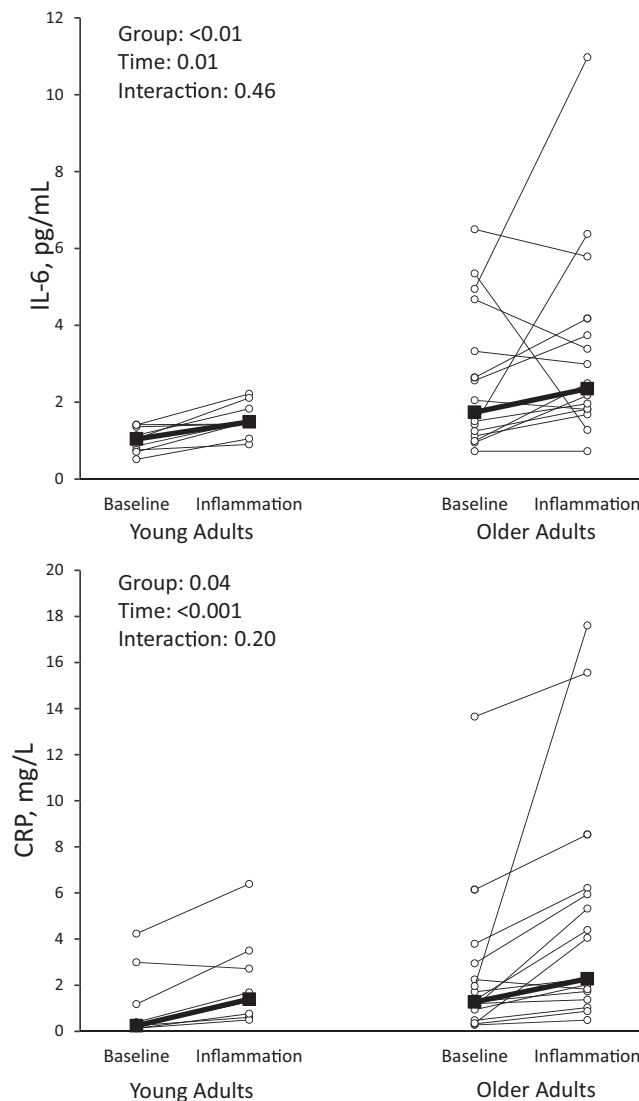 12
Group: <0.01
Time: 0.01
Interaction: 0.46
10
8
6
4
2
0
IL-6, pg/mL
Baseline Inflammation Baseline Inflammation
Young Adults Older Adults
20
Group: 0.04
Time: <0.001
Interaction: 0.20
18
16
14
12
10
8
6
4
2
0
CRP, mg/L
Baseline Inflammation Baseline Inflammation
Young Adults Older Adults